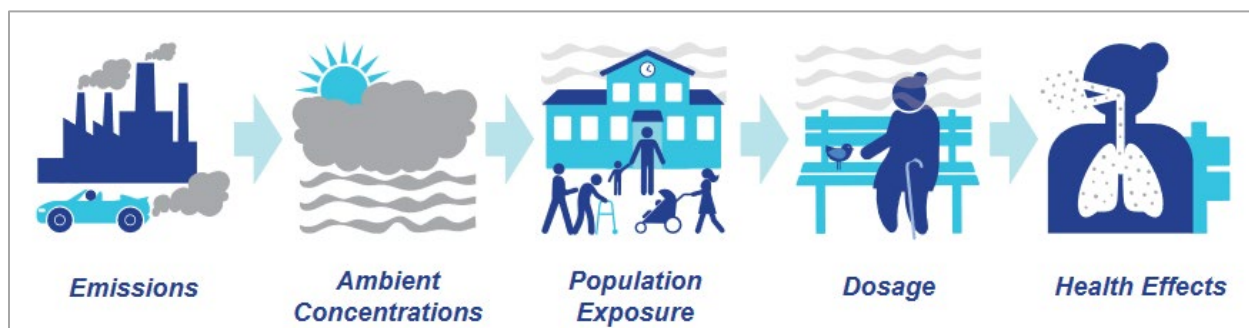 Emissions
Ambient
Concentrations
Population
Exposure
Dosage
Health Effects